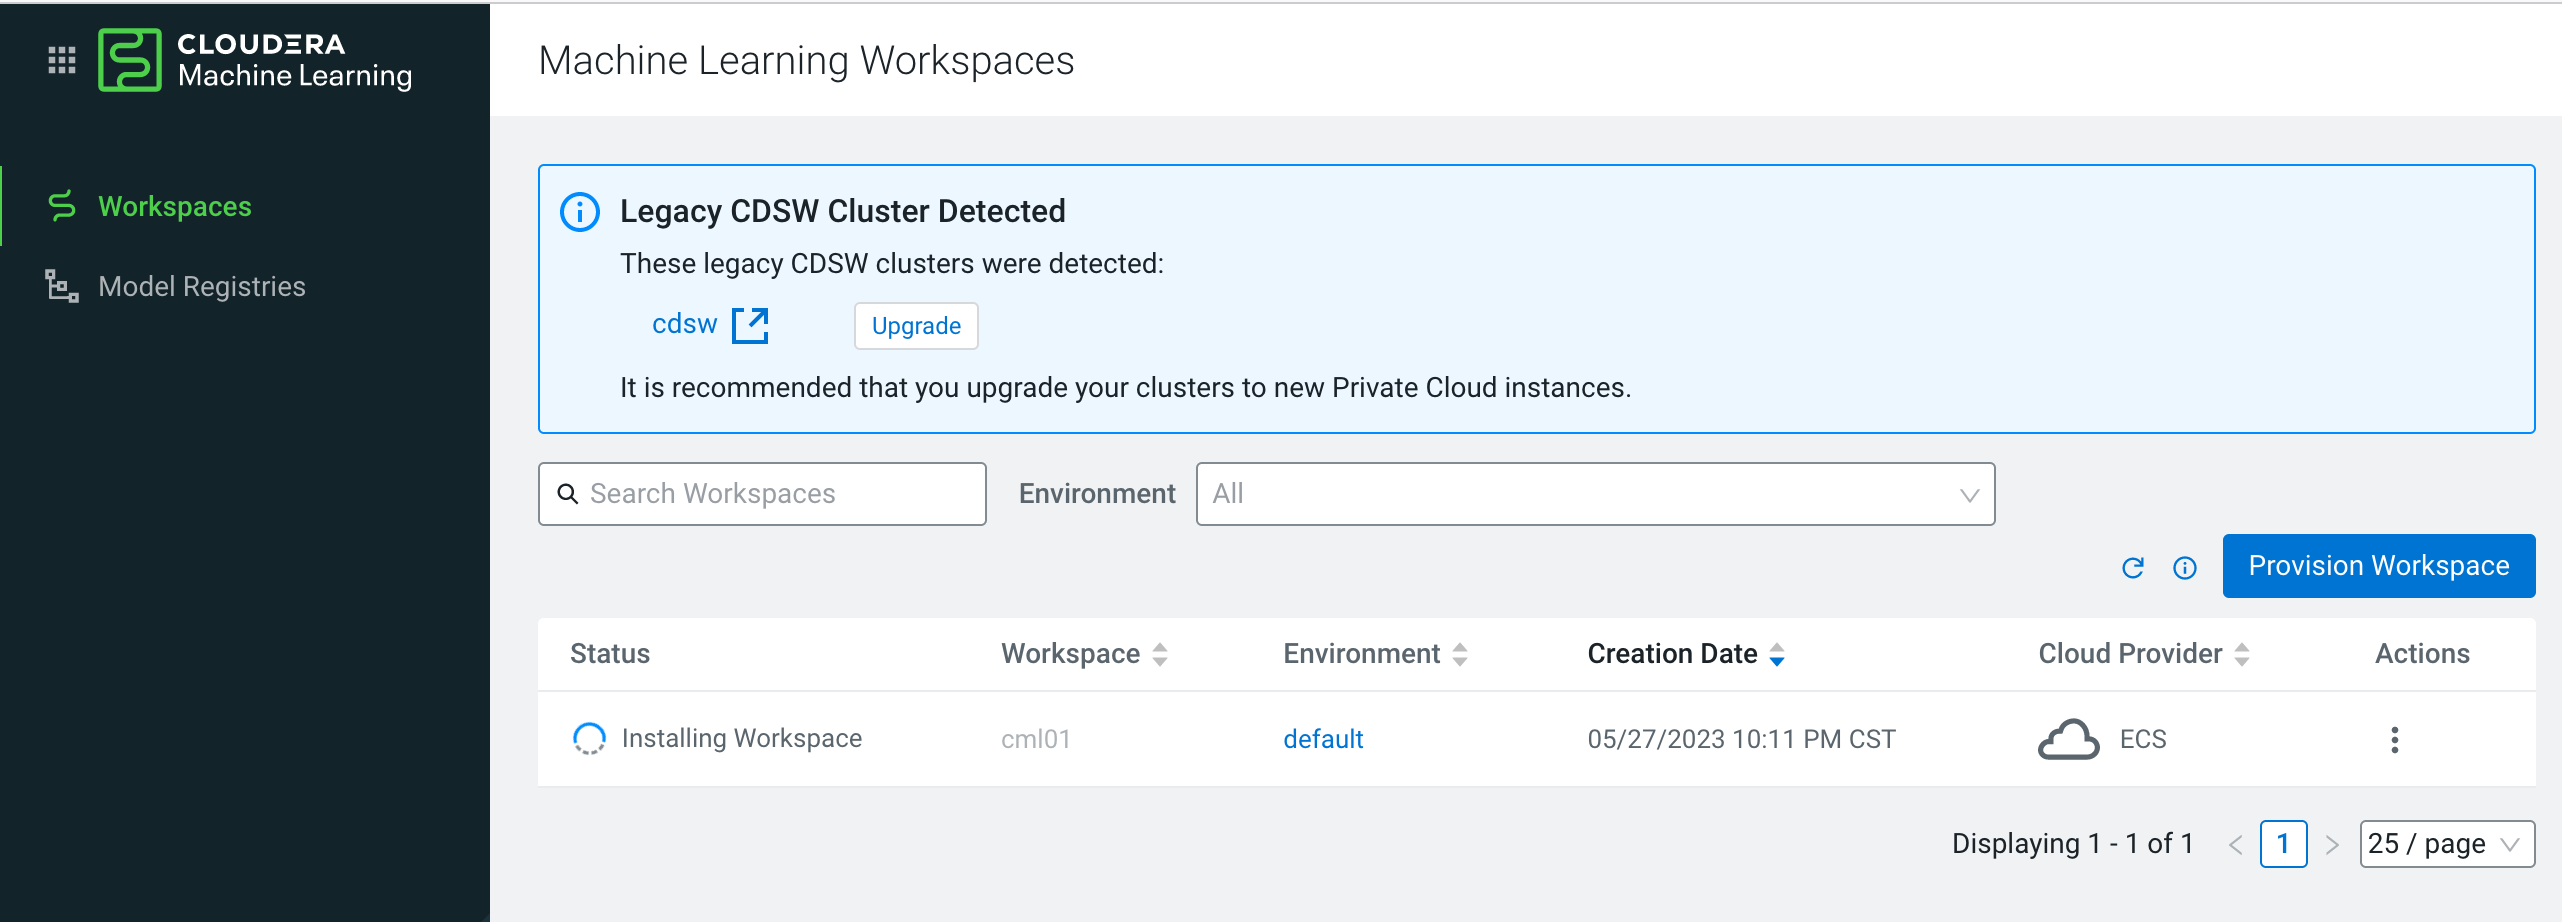 CLOUDERA
Machine Learning
Workspaces
Model Registries
Machine Learning Workspaces
Legacy CDSW Cluster Detected
These legacy CDSW clusters were detected:
cdsw Upgrade
It is recommended that you upgrade your clusters to new Private Cloud instances.
Search Workspaces Environment All
Provision Workspace
Status Workspace Environment Creation Date Cloud Provider Actions
Installing Workspace cml01 default 05/27/2023 10:11 PM CST ECS
Displaying 1 - 1 of 1 < 1 > 25 / page